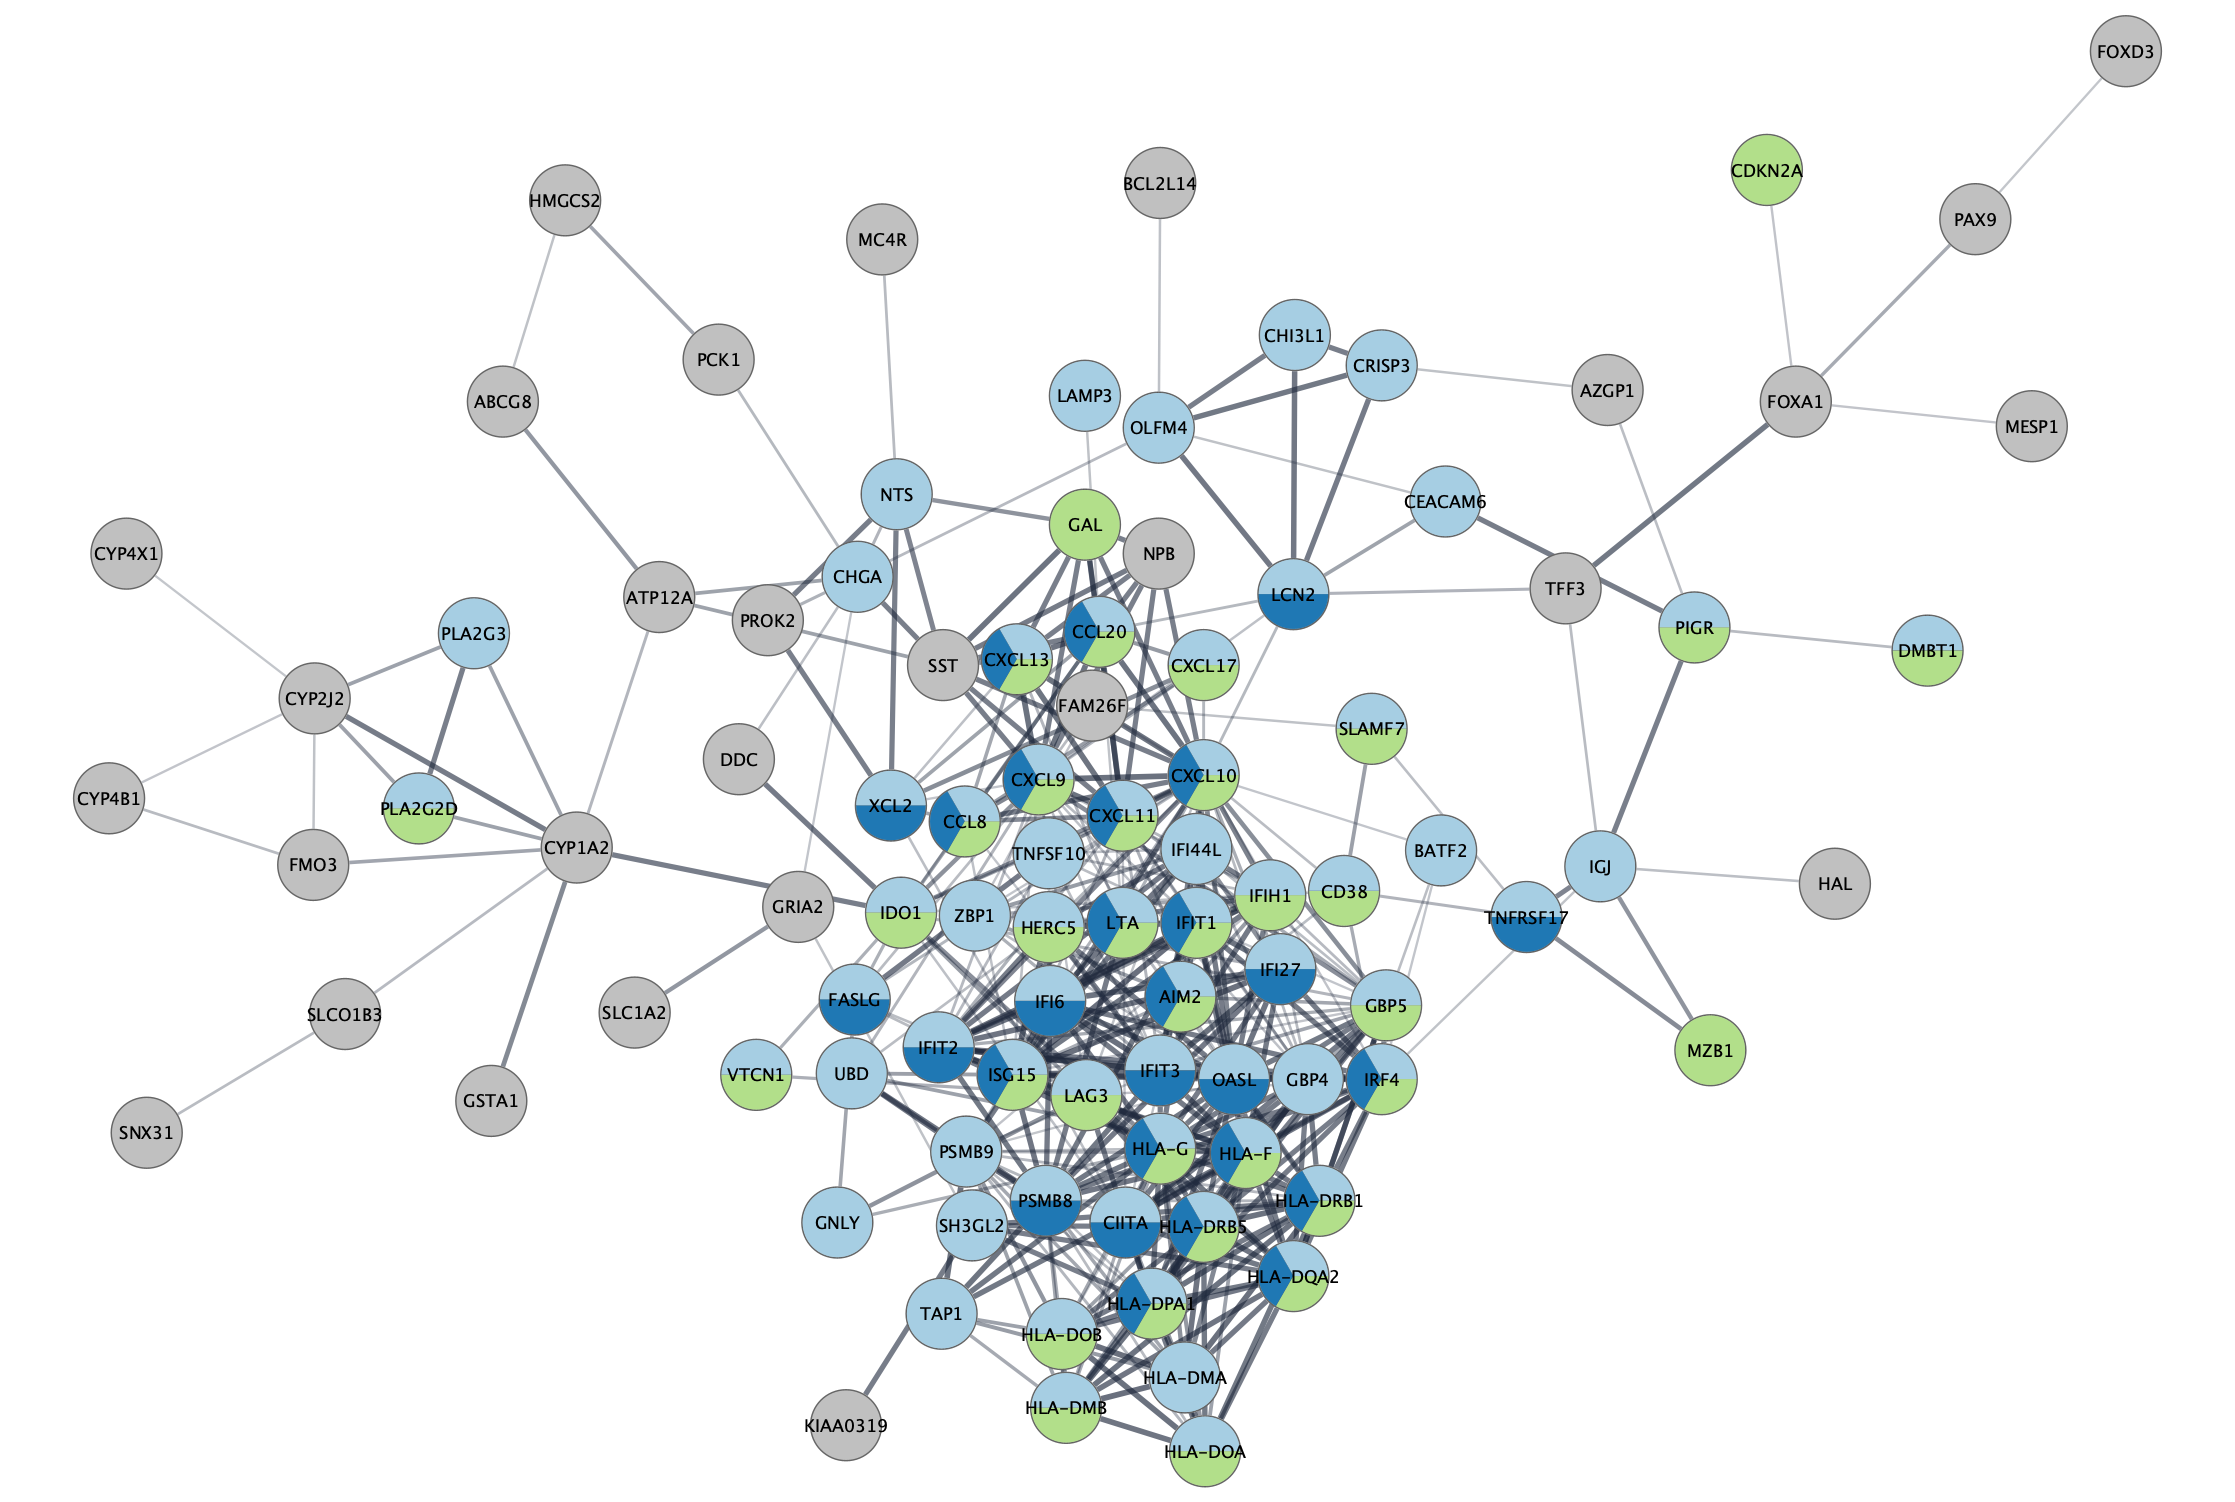 FOXD3
CDKN2A
BCL2L14
HMGCS2
PAX9
MC4R
CHI3L1
PCK1
CRISP3
AZGP1
LAMP3
ABCG8
FOXA1
MESP1
OLFM4
NTS
CEACAM6
GAL
CYP4X1
NPB
CHGA
TFF3
LCN2
ATP12A
PROK2
PIGR
CCL20
PLA2G3
DMBT1
CXCL13
SST
CXCL17
CYP2J2
FAM26F
SLAMF7
DDC
CXCL10
CXCL9
CYP4B1
XCL2
PLA2G2D
CXCL11
CCL8
CYP1A2
IFI44L
BATF2
TNFSF10
FMO3
IGJ
HAL
CD38
IFIH1
GRIA2
IDO1
ZBP1
TNFRSF17
LTA
IFIT1
HERC5
IFI27
AIM2
FASLG
IFI6
GBP5
SLC1A2
SLCO1B3
IFIT2
MZB1
IFIT3
UBD
VTCN1
ISG15
OASL
GBP4
IRF4
LAG3
GSTA1
SNX31
HLA-G
PSMB9
HLA-F
PSMB8
HLA-DRB1
GNLY
CIITA
SH3GL2
HLA-DRB5
HLA-DQA2
HLA-DPA1
TAP1
HLA-DOB
HLA-DMA
HLA-DMB
KIAA0319
HLA-DOA